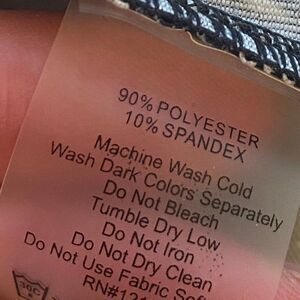 90% POLYESTER
10% SPANDEX
Machine Wash Cold
Wash Dark Colors Separately
Do Not Bleach
Tumble Dry Low
Do Not Iron
Do Not Dry Clean
Do Not Use Fabric
RN#
30C